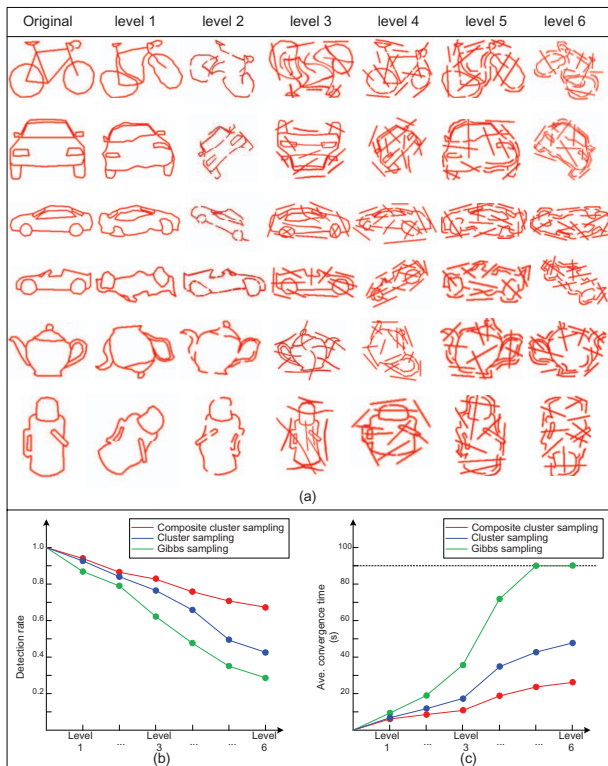 Original level 1 level 2 level 3 level 4 level 5 level 6
(a)
Composite cluster sampling
Cluster sampling
Gibbs sampling
Detection rate
1.0
0.8
0.6
0.4
0.2
Level 1 ... Level 3 ... ... Level 6
(b)
Composite cluster sampling
Cluster sampling
Gibbs sampling
Ave. convergence time
(s)
100
80
60
40
20
Level 1 ... Level 3 ... ... Level 6
(c)